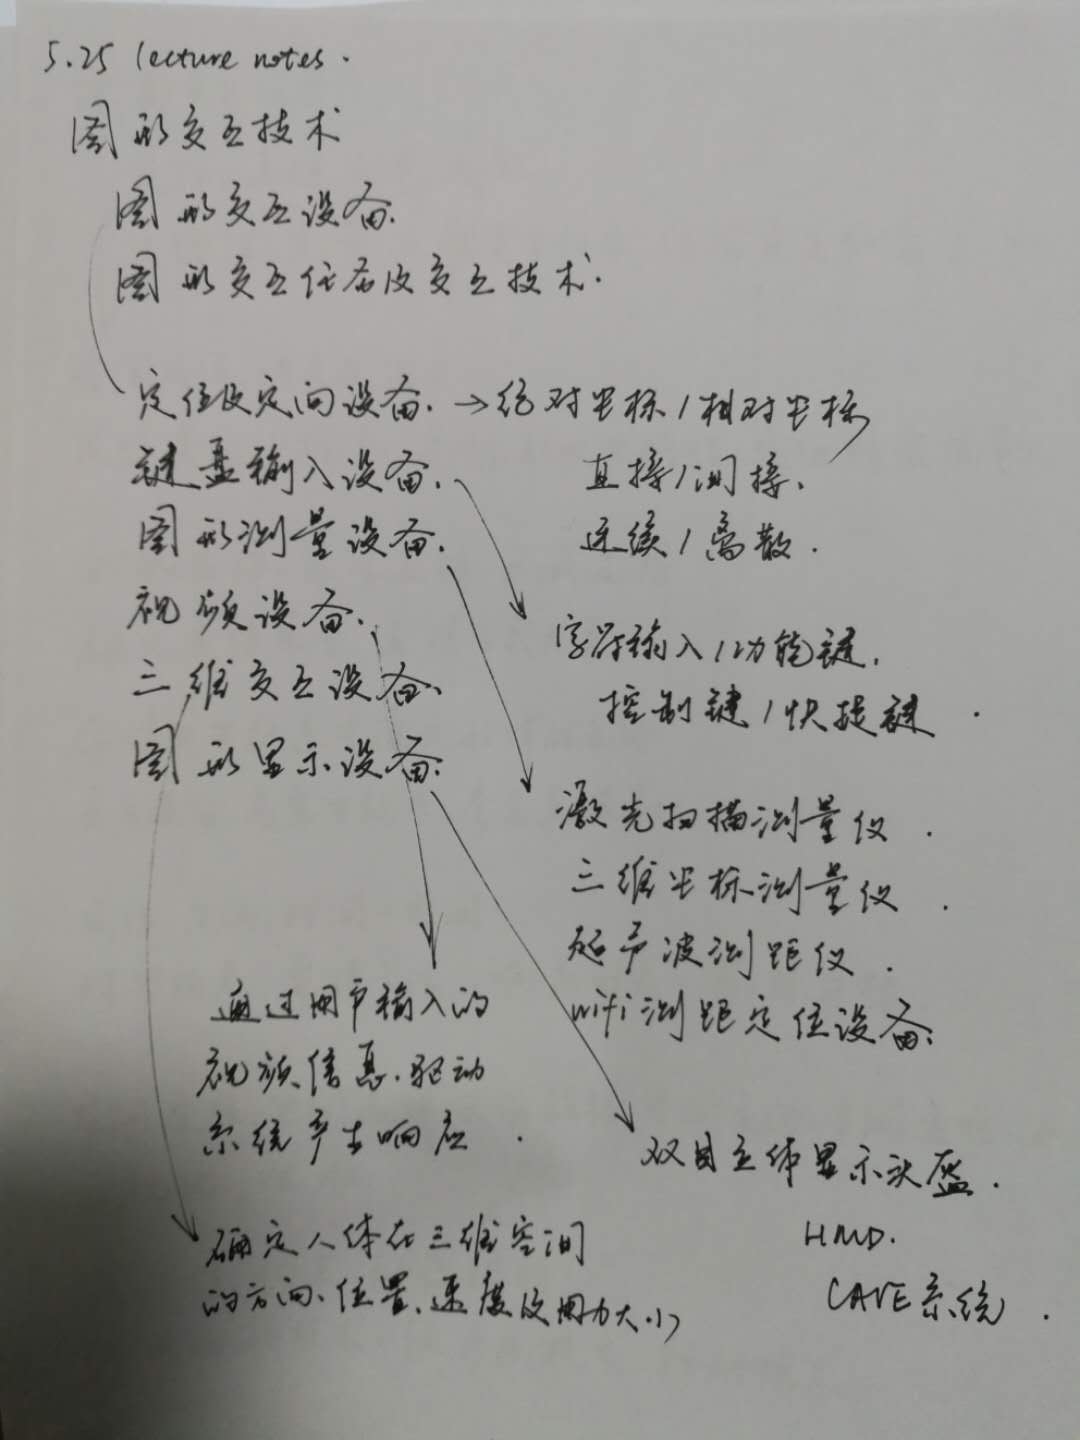 5.25 lecture notes.
图形交互技术
图形交互设备.
图形交互任务及交互技术.
定位及定向设备. → 绝对坐标/相对坐标
直接/间接.
连续/离散.
键盘输入设备.
图形测量设备.
视频设备.
三维交互设备.
图形显示设备.
字符输入/功能键.
控制键/快捷键.
激光扫描测量仪.
三维坐标测量仪.
超声波测距仪.
wifi测距定位设备.
通过用户输入的
视频信息.驱动
系统产生响应.
双目立体显示头盔.
HMD.
CAVE系统.
确定人体在三维空间
的方向、位置、速度及用力大小